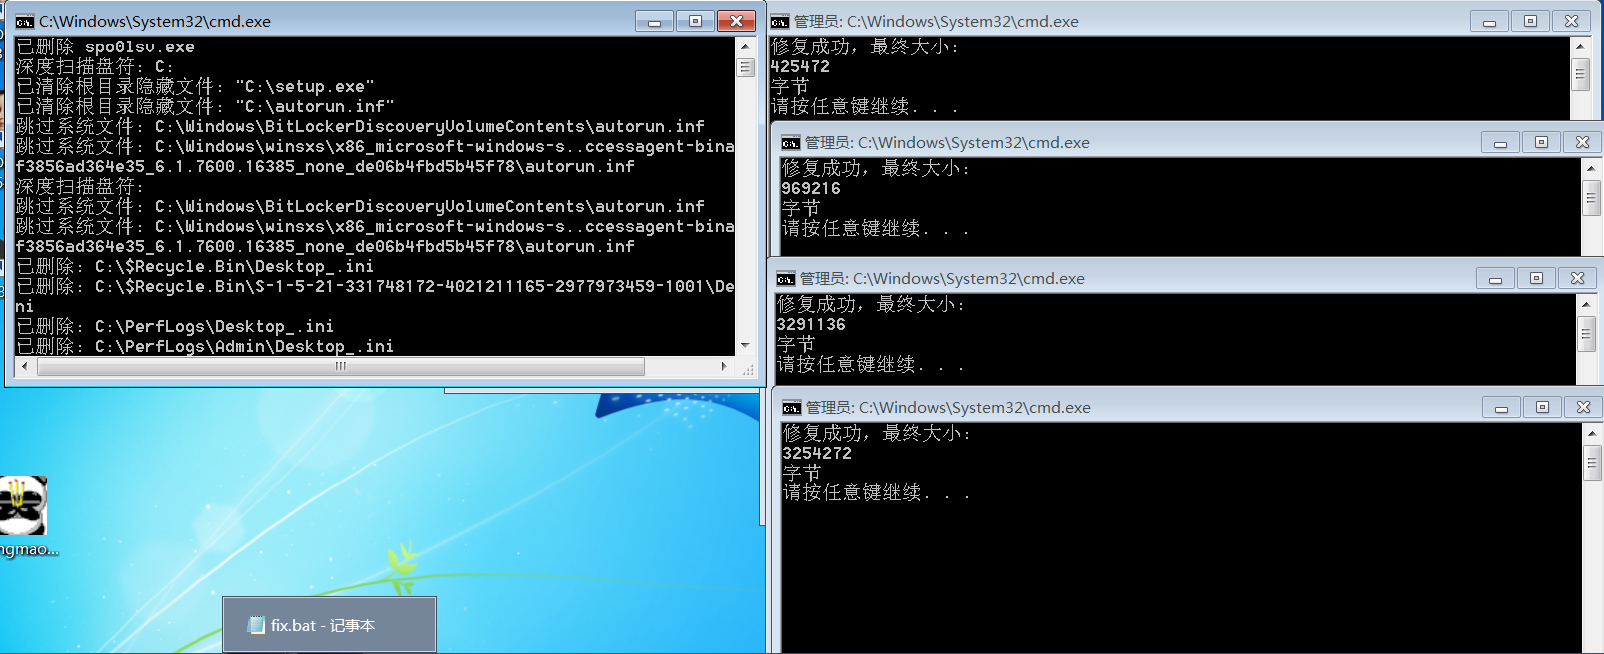 C:\Windows\System32\cmd.exe
已删除 spo0lsv.exe
深度扫描盘符: C:
已清除根目录隐藏文件: "C:\setup.exe"
已清除根目录隐藏文件: "C:\autorun.inf"
跳过系统文件: C:\Windows\BitLockerDiscoveryVolumeContents\autorun.inf
跳过系统文件: C:\Windows\winsxs\x86_microsoft-windows-s..ccessagent-bina
f3856ad364e35_6.1.7600.16385_none_de06b4fbd5b45f78\autorun.inf
深度扫描盘符:
跳过系统文件: C:\Windows\BitLockerDiscoveryVolumeContents\autorun.inf
跳过系统文件: C:\Windows\winsxs\x86_microsoft-windows-s..ccessagent-bina
f3856ad364e35_6.1.7600.16385_none_de06b4fbd5b45f78\autorun.inf
已删除: C:\$Recycle.Bin\Desktop_.ini
已删除: C:\$Recycle.Bin\S-1-5-21-331748172-4021211165-2977973459-1001\De
ni
已删除: C:\PerfLogs\Desktop_.ini
已删除: C:\PerfLogs\Admin\Desktop_.ini
管理员: C:\Windows\System32\cmd.exe
修复成功，最终大小:
425472
字节
请按任意键继续. . .
管理员: C:\Windows\System32\cmd.exe
修复成功，最终大小:
969216
字节
请按任意键继续. . .
管理员: C:\Windows\System32\cmd.exe
修复成功，最终大小:
3291136
字节
请按任意键继续. . .
管理员: C:\Windows\System32\cmd.exe
修复成功，最终大小:
3254272
字节
请按任意键继续. . .
ngmao...
fix.bat - 记事本